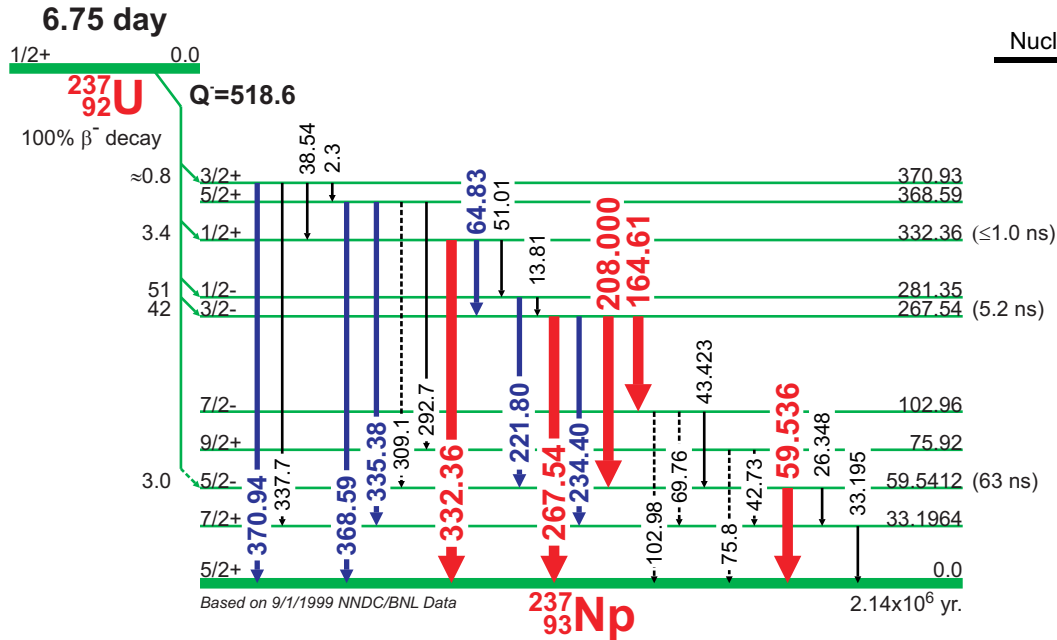 6.75 day
1/2+ 0.0
Nucl
237
92U
Q-=518.6
100% β- decay
38.54
2.3
≈0.8 3/2+ 370.93
5/2+ 368.59
64.83
51.01
3.4 1/2+ 332.36 (≤1.0 ns)
13.81
208.000
164.61
51 1/2- 281.35
42 3/2- 267.54 (5.2 ns)
7/2- 102.96
43.423
9/2+ 75.92
3.0 5/2- 59.5412 (63 ns)
7/2+ 33.1964
370.94
337.7
368.59
335.38
309.1
292.7
332.36
221.80
267.54
234.40
102.98
69.76
75.8
42.73
59.536
26.348
33.195
5/2+ 0.0
Based on 9/1/1999 NNDC/BNL Data
237
93Np
2.14x10⁶ yr.